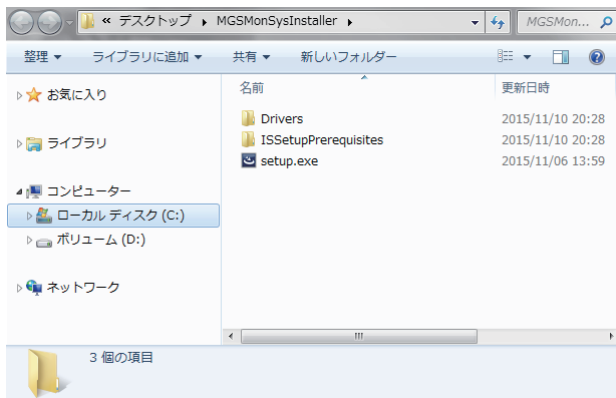 « デスクトップ ▸ MGSMonSysInstaller ▸
MGSMon...
整理 ▼ ライブラリに追加 ▼ 共有 ▼ 新しいフォルダー
お気に入り
ライブラリ
コンピューター
ローカル ディスク (C:)
ボリューム (D:)
ネットワーク
名前 更新日時
Drivers 2015/11/10 20:28
ISSetupPrerequisites 2015/11/10 20:28
setup.exe 2015/11/06 13:59
3 個の項目